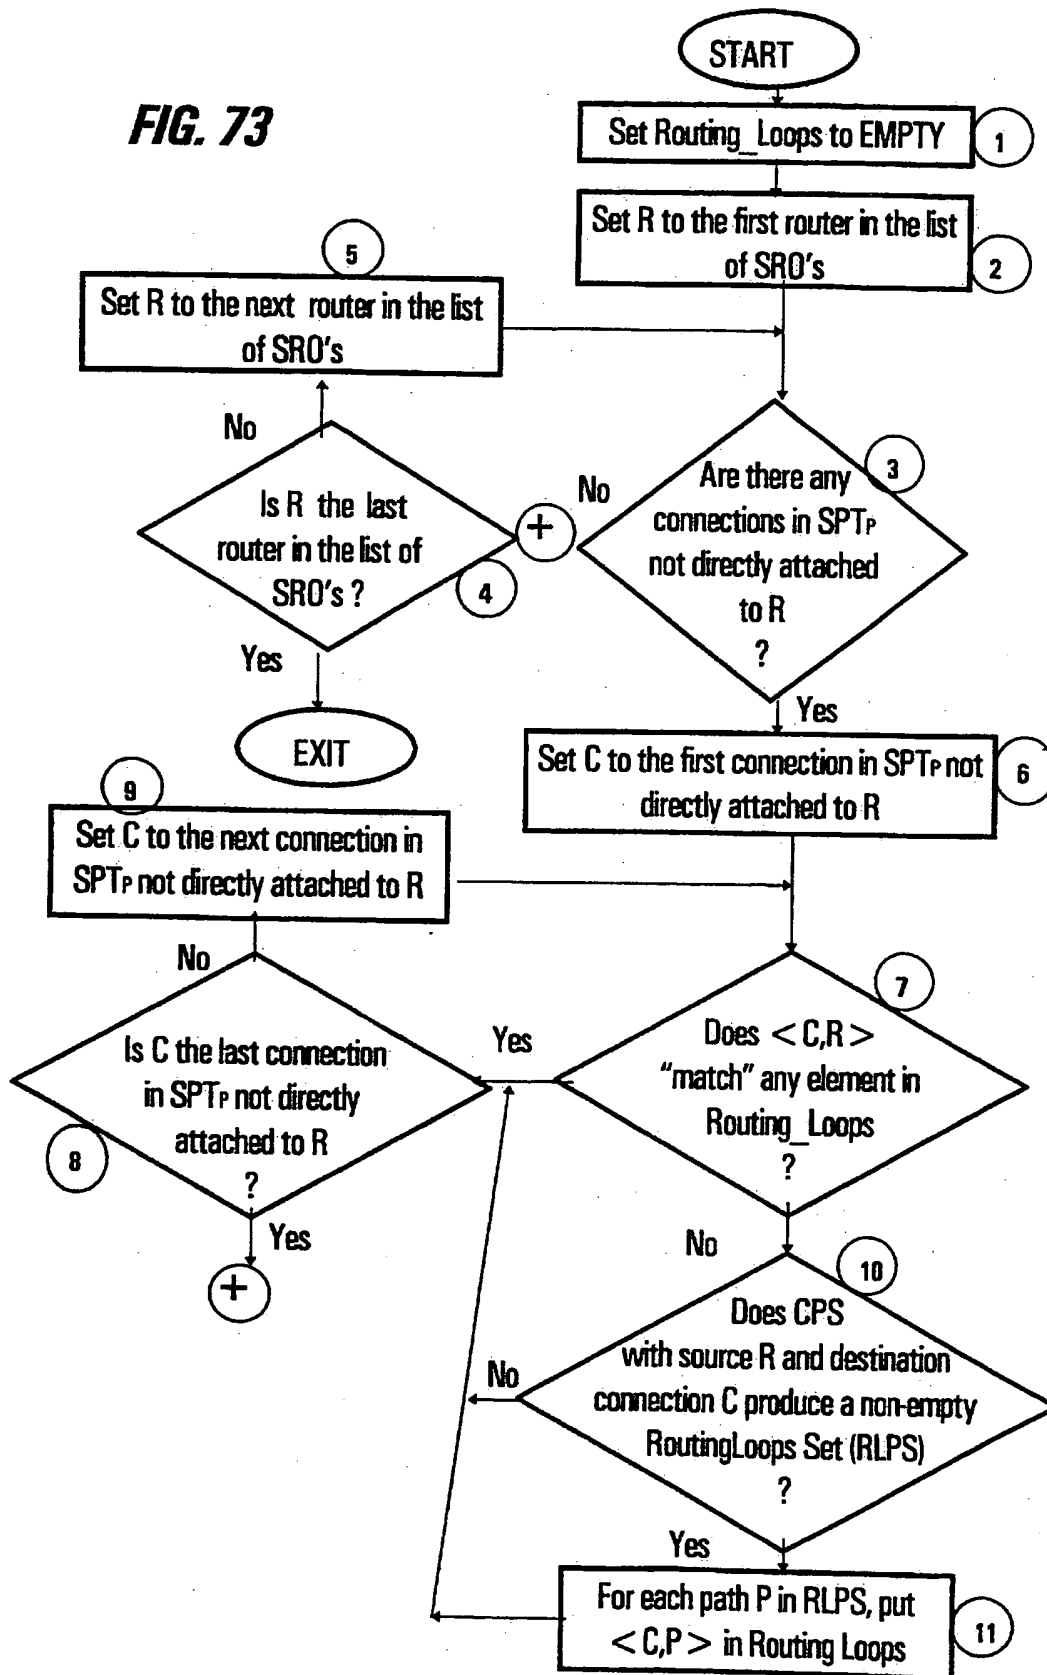 FIG. 73
START
Set Routing_Loops to EMPTY
1
Set R to the first router in the list
of SRO's
2
5
Set R to the next router in the list
of SRO's
No
Is R the last
router in the list of
SRO's ?
4
Yes
EXIT
+
No
3
Are there any
connections in SPTP
not directly attached
to R
?
Yes
Set C to the first connection in SPTP not
directly attached to R
6
9
Set C to the next connection in
SPTP not directly attached to R
No
Is C the last connection
in SPTP not directly
attached to R
?
8
Yes
+
Yes
7
Does <C,R>
"match" any element in
Routing_Loops
?
No
10
Does CPS
with source R and destination
connection C produce a non-empty
RoutingLoops Set (RLPS)
?
No
Yes
For each path P in RLPS, put
<C,P> in Routing Loops
11